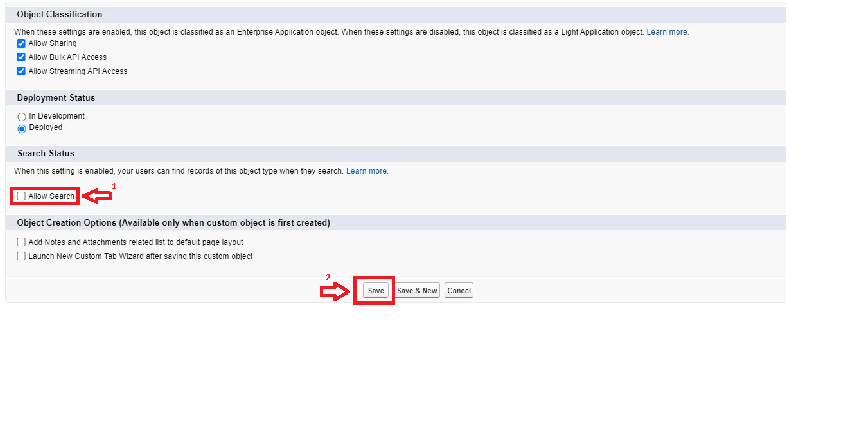 Object Classification
When these settings are enabled, this object is classified as an Enterprise Application object. When these settings are disabled, this object is classified as a Light Application object. Learn more.
Allow Sharing
Allow Bulk API Access
Allow Streaming API Access
Deployment Status
In Development
Deployed
Search Status
When this setting is enabled, your users can find records of this object type when they search. Learn more.
1
Allow Search
Object Creation Options (Available only when custom object is first created)
Add Notes and Attachments related list to default page layout
Launch New Custom Tab Wizard after saving this custom object
2
Save Save & New Cancel